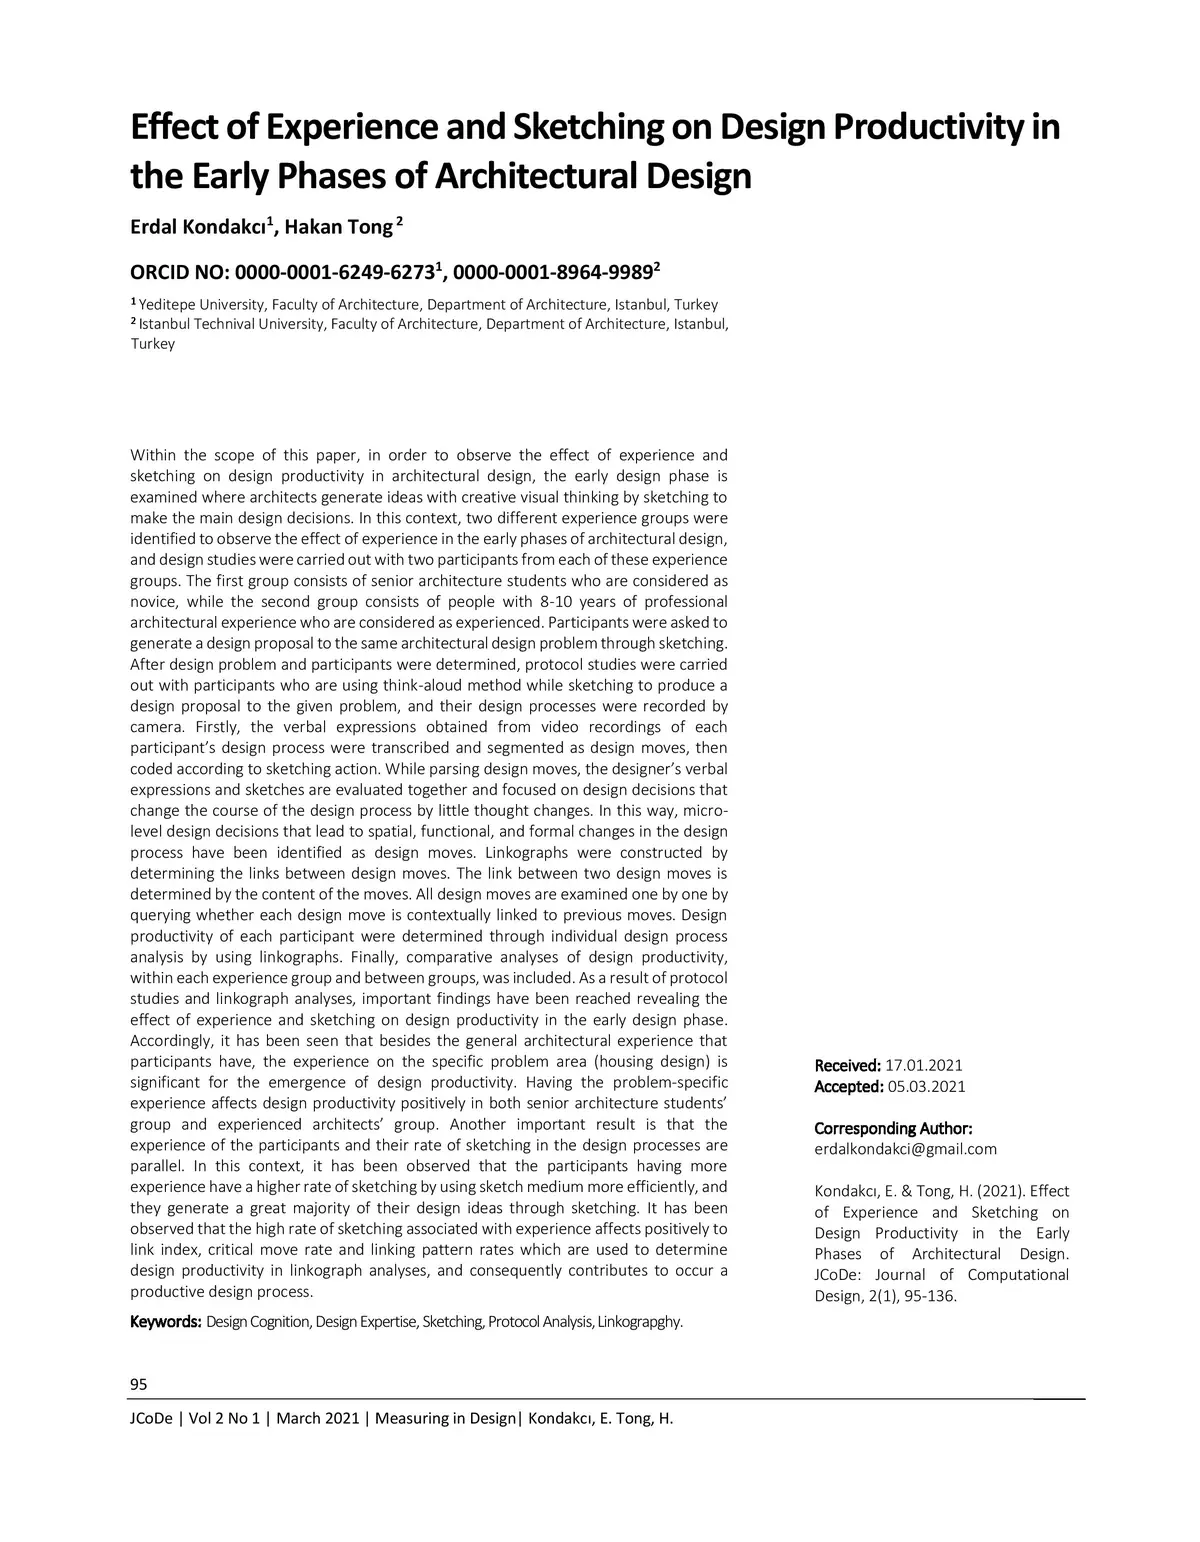 Effect of Experience and Sketching on Design Productivity in
the Early Phases of Architectural Design
Erdal Kondakcı1, Hakan Tong 2
ORCID NO: 0000-0001-6249-62731, 0000-0001-8964-99892
1 Yeditepe University, Faculty of Architecture, Department of Architecture, Istanbul, Turkey
2 Istanbul Technival University, Faculty of Architecture, Department of Architecture, Istanbul,
Turkey
Within the scope of this paper, in order to observe the effect of experience and
sketching on design productivity in architectural design, the early design phase is
examined where architects generate ideas with creative visual thinking by sketching to
make the main design decisions. In this context, two different experience groups were
identified to observe the effect of experience in the early phases of architectural design,
and design studies were carried out with two participants from each of these experience
groups. The first group consists of senior architecture students who are considered as
novice, while the second group consists of people with 8-10 years of professional
architectural experience who are considered as experienced. Participants were asked to
generate a design proposal to the same architectural design problem through sketching.
After design problem and participants were determined, protocol studies were carried
out with participants who are using think-aloud method while sketching to produce a
design proposal to the given problem, and their design processes were recorded by
camera. Firstly, the verbal expressions obtained from video recordings of each
participant's design process were transcribed and segmented as design moves, then
coded according to sketching action. While parsing design moves, the designer's verbal
expressions and sketches are evaluated together and focused on design decisions that
change the course of the design process by little thought changes. In this way, micro-
level design decisions that lead to spatial, functional, and formal changes in the design
process have been identified as design moves. Linkographs were constructed by
determining the links between design moves. The link between two design moves is
determined by the content of the moves. All design moves are examined one by one by
querying whether each design move is contextually linked to previous moves. Design
productivity of each participant were determined through individual design process
analysis by using linkographs. Finally, comparative analyses of design productivity,
within each experience group and between groups, was included. As a result of protocol
studies and linkograph analyses, important findings have been reached revealing the
effect of experience and sketching on design productivity in the early design phase.
Accordingly, it has been seen that besides the general architectural experience that
participants have, the experience on the specific problem area (housing design) is
significant for the emergence of design productivity. Having the problem-specific
experience affects design productivity positively in both senior architecture students'
group and experienced architects' group. Another important result is that the
experience of the participants and their rate of sketching in the design processes are
parallel. In this context, it has been observed that the participants having more
experience have a higher rate of sketching by using sketch medium more efficiently, and
they generate a great majority of their design ideas through sketching. It has been
observed that the high rate of sketching associated with experience affects positively to
link index, critical move rate and linking pattern rates which are used to determine
design productivity in linkograph analyses, and consequently contributes to occur a
productive design process.
Keywords: Design Cognition, Design Expertise, Sketching, Protocol Analysis, Linkograpghy.
Received: 17.01.2021
Accepted: 05.03.2021
Corresponding Author:
erdalkondakci@gmail.com
Kondakcı, E. & Tong, H. (2021). Effect
of Experience and Sketching on
Design Productivity in the Early
Phases of Architectural Design.
JCoDe: Journal of Computational
Design, 2(1), 95-136.
95
JCoDe | Vol 2 No 1 | March 2021 | Measuring in Design| Kondakcı, E. Tong, H.